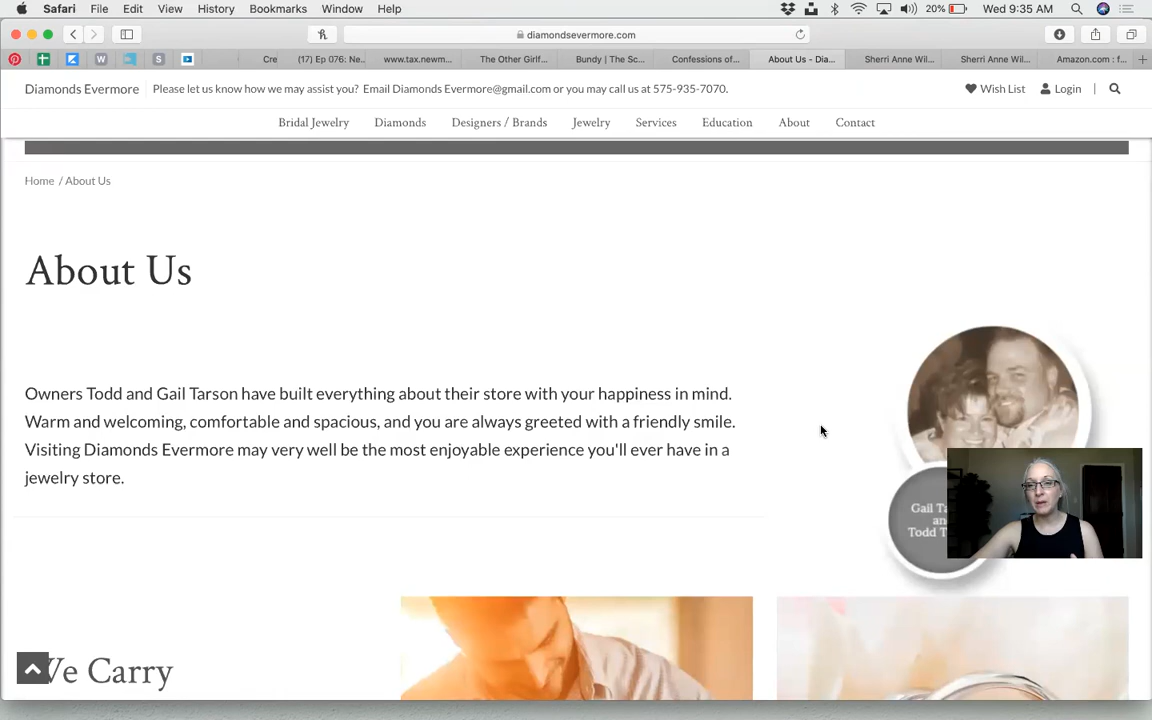 Safari File Edit View History Bookmarks Window Help 20% Wed 9:35 AM
diamondsevermore.com
Cre (17) Ep 076: Ne... www.tax.newm... The Other Girlf... Bundy | The Sc... Confessions of... About Us - Dia... Sherri Anne Wil... Sherri Anne Wil... Amazon.com : f...
Diamonds Evermore Please let us know how we may assist you? Email Diamonds Evermore@gmail.com or you may call us at 575-935-7070. Wish List Login |
Bridal Jewelry Diamonds Designers / Brands Jewelry Services Education About Contact
Home / About Us
About Us
Owners Todd and Gail Tarson have built everything about their store with your happiness in mind.
Warm and welcoming, comfortable and spacious, and you are always greeted with a friendly smile.
Visiting Diamonds Evermore may very well be the most enjoyable experience you'll ever have in a
jewelry store.
Gail
Todd
We Carry